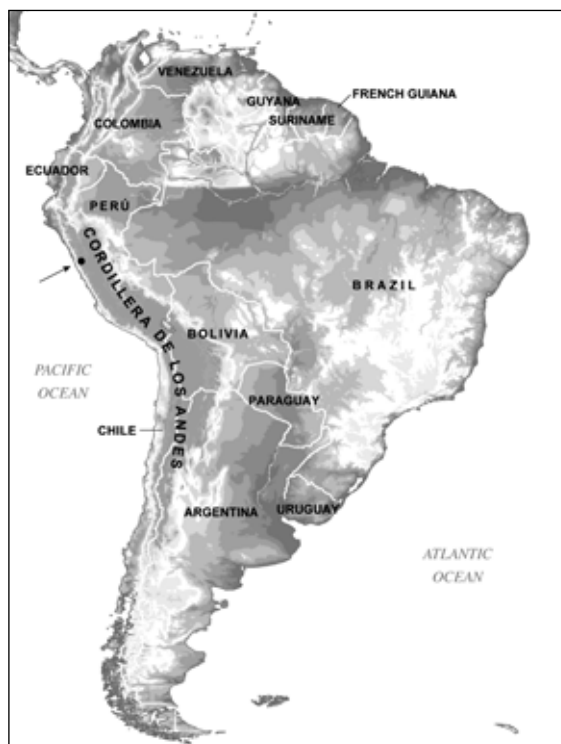 VENEZUELA
GUYANA
FRENCH GUIANA
SURINAME
COLOMBIA
ECUADOR
PERÚ
BRAZIL
CORDILLERA DE LOS ANDES
BOLIVIA
PACIFIC
OCEAN
PARAGUAY
CHILE
ARGENTINA
URUGUAY
ATLANTIC
OCEAN